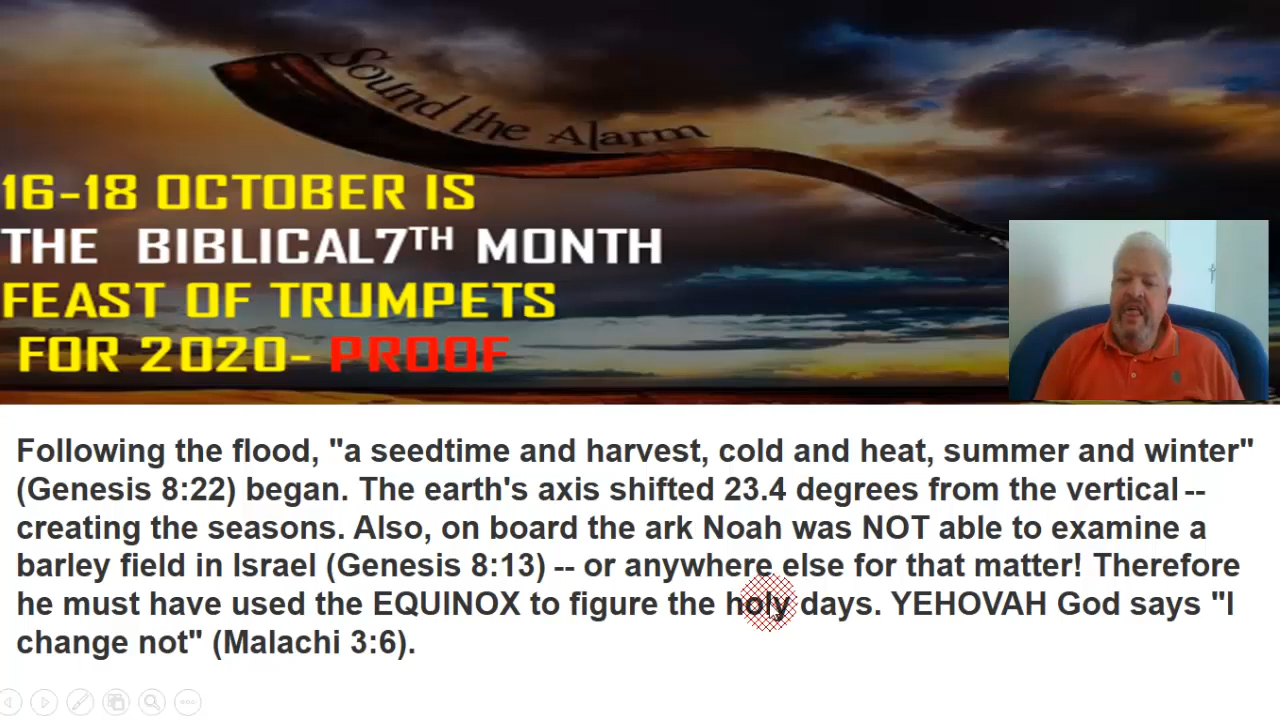 Sound the Alarm
16-18 OCTOBER IS
THE BIBLICAL7TH MONTH
FEAST OF TRUMPETS
FOR 2020- PROOF
Following the flood, "a seedtime and harvest, cold and heat, summer and winter"
(Genesis 8:22) began. The earth's axis shifted 23.4 degrees from the vertical --
creating the seasons. Also, on board the ark Noah was NOT able to examine a
barley field in Israel (Genesis 8:13) -- or anywhere else for that matter! Therefore
he must have used the EQUINOX to figure the holy days. YEHOVAH God says "I
change not" (Malachi 3:6).